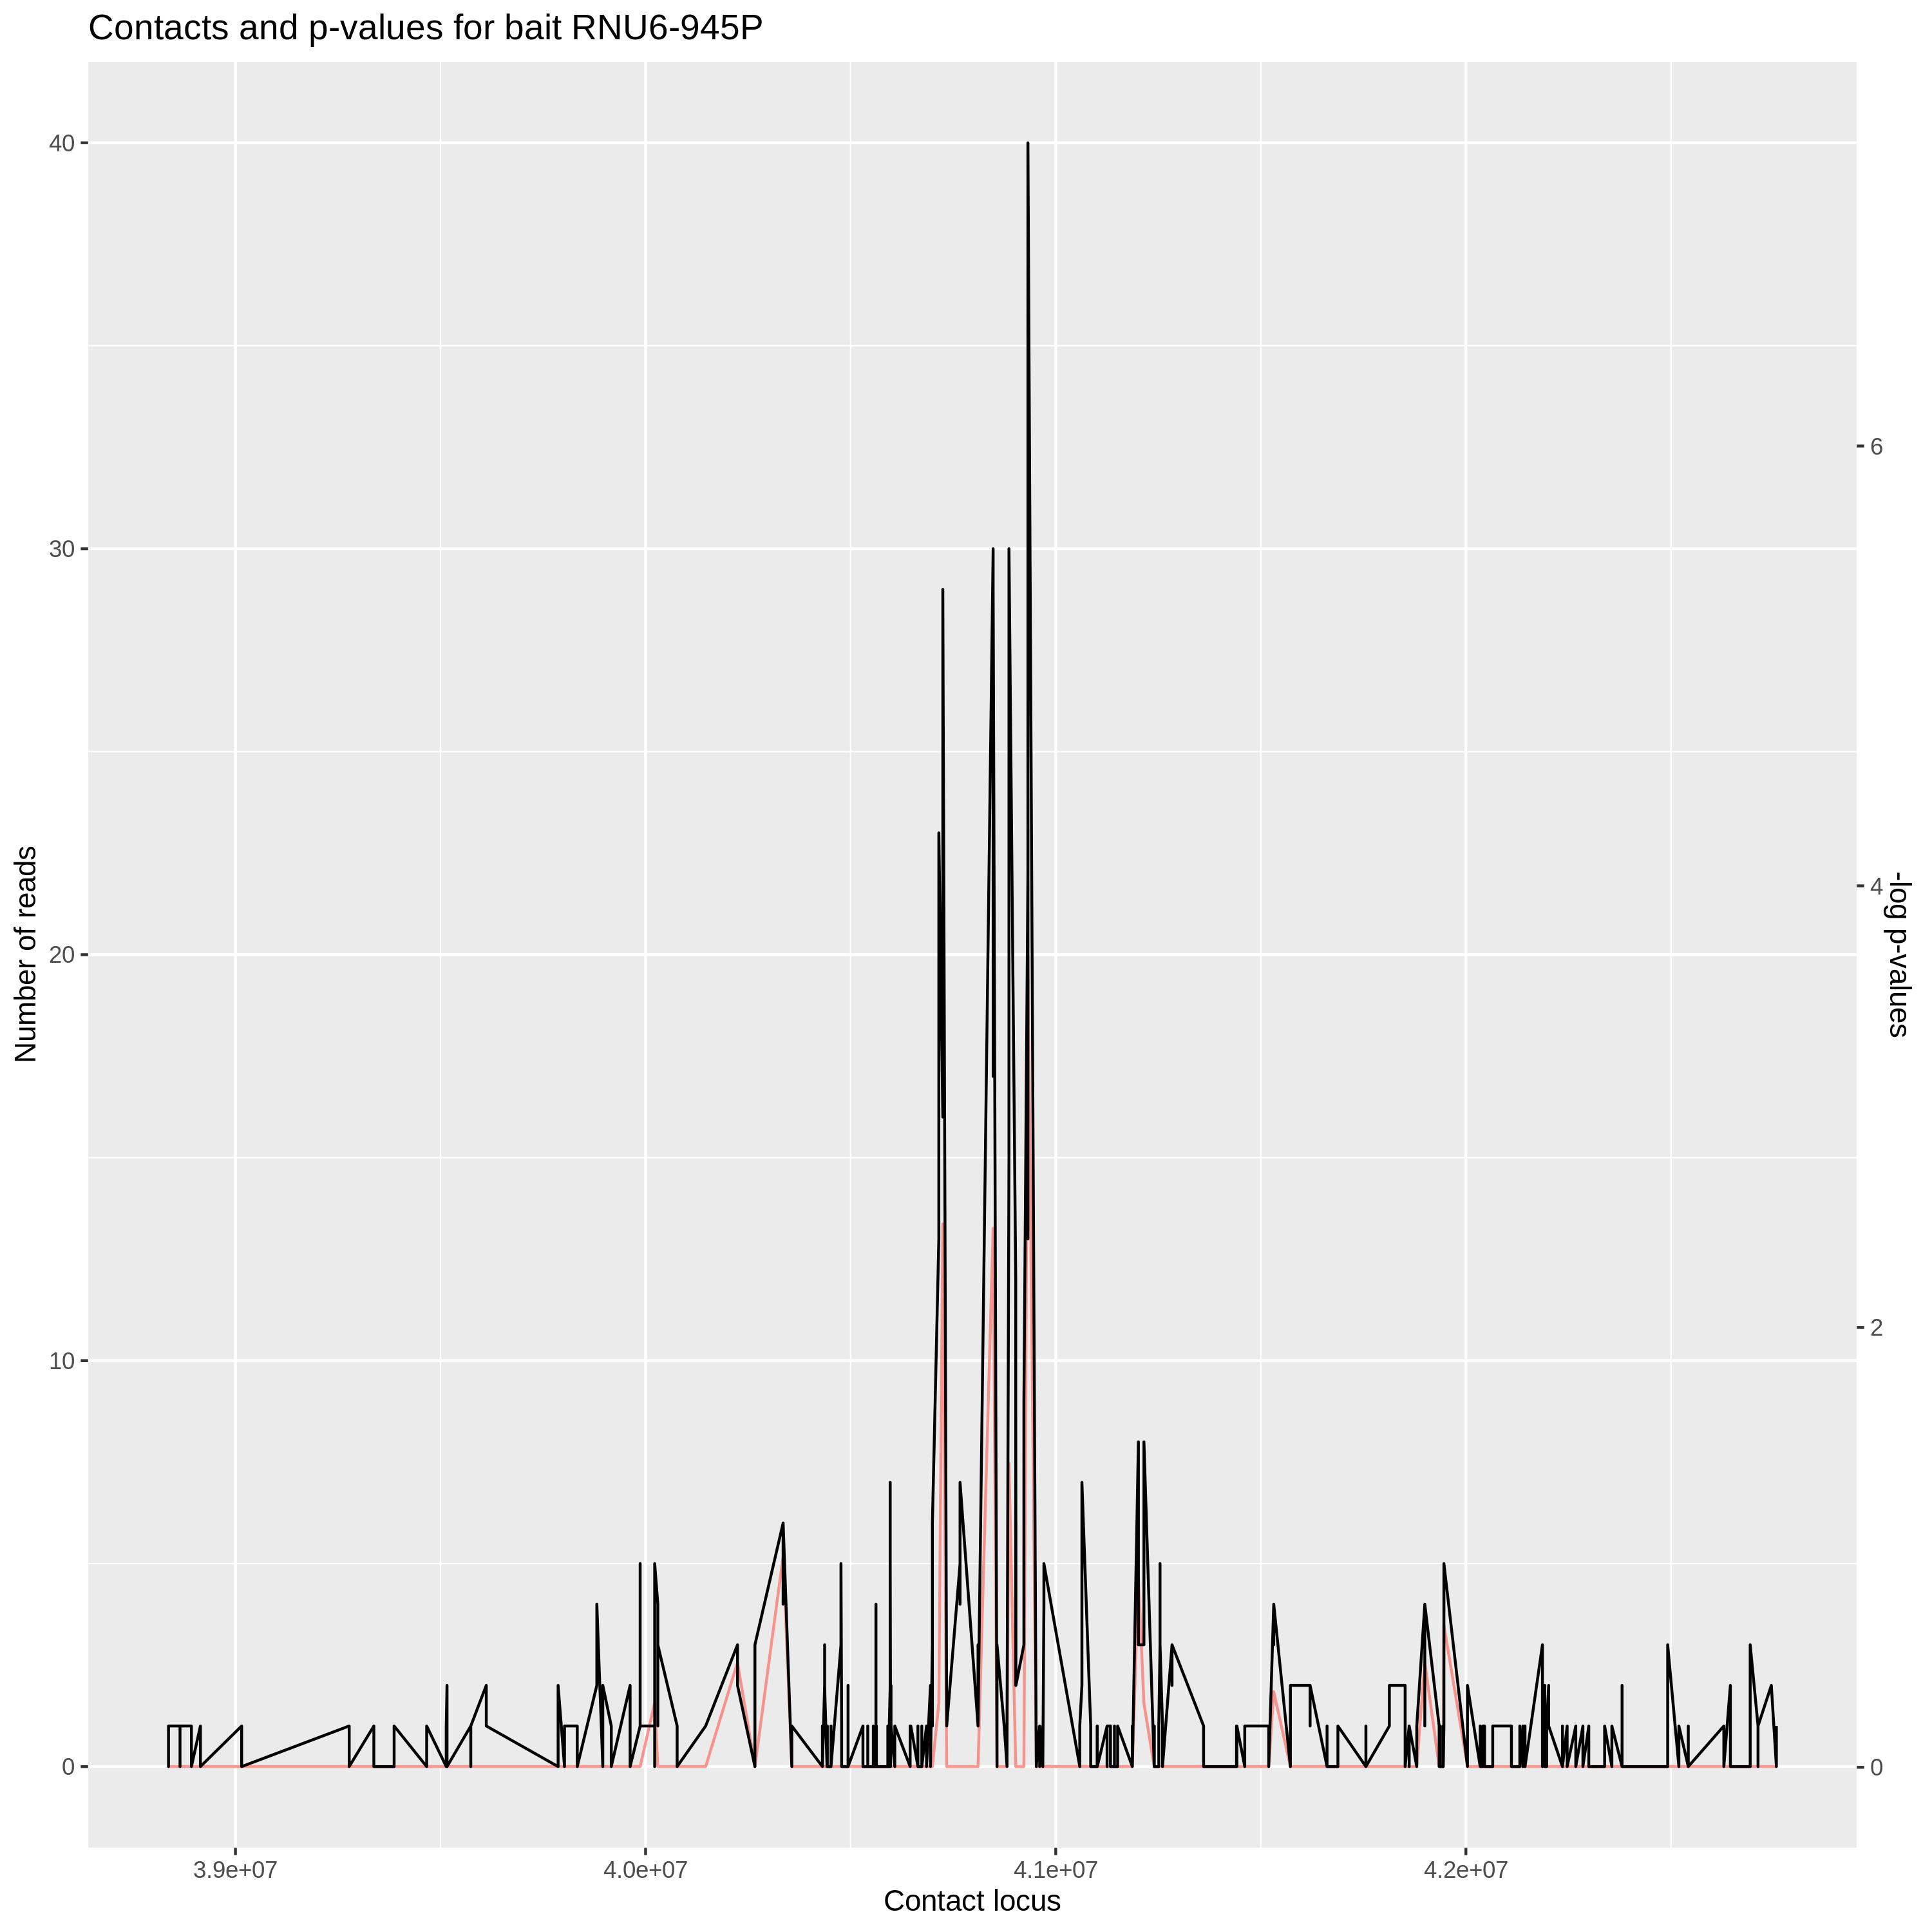 Contacts and p-values for bait RNU6-945P
40
30
20
10
0
Number of reads
6
4
2
0
-log p-values
3.9e+07
4.0e+07
4.1e+07
4.2e+07
Contact locus